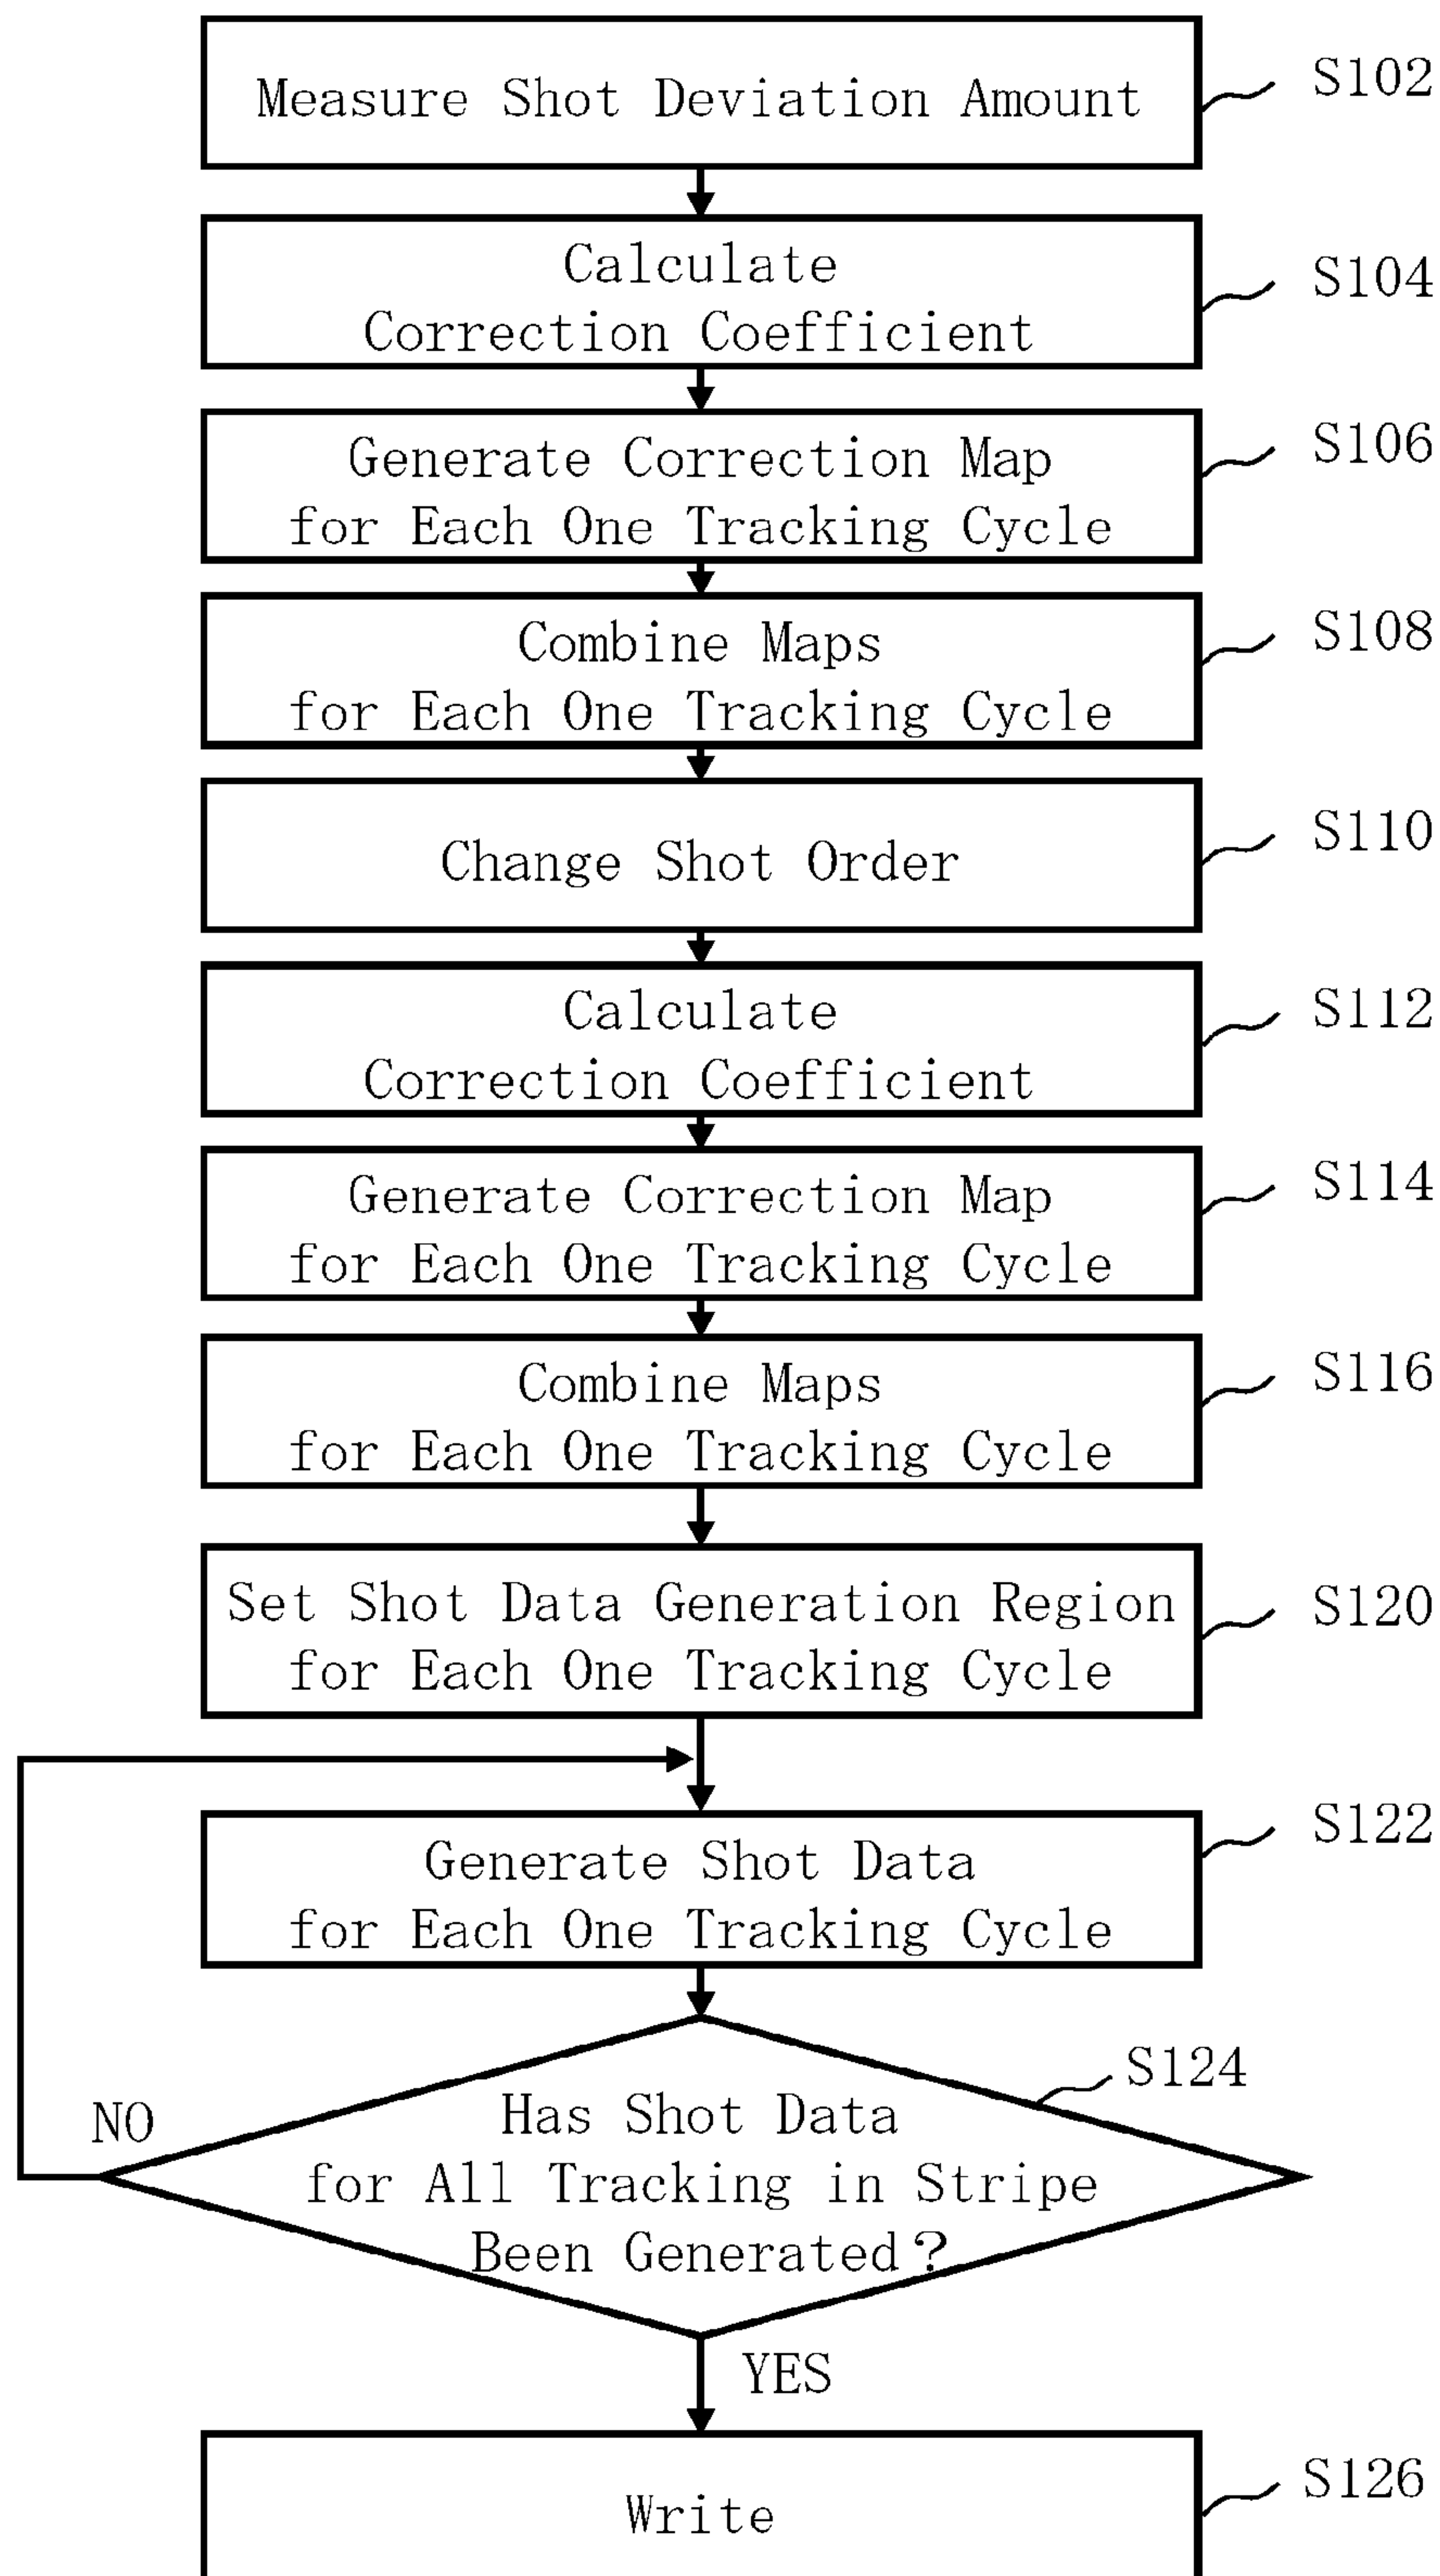 Measure Shot Deviation Amount
S102
Calculate
Correction Coefficient
S104
Generate Correction Map
for Each One Tracking Cycle
S106
Combine Maps
for Each One Tracking Cycle
S108
Change Shot Order
S110
Calculate
Correction Coefficient
S112
Generate Correction Map
for Each One Tracking Cycle
S114
Combine Maps
for Each One Tracking Cycle
S116
Set Shot Data Generation Region
for Each One Tracking Cycle
S120
Generate Shot Data
for Each One Tracking Cycle
S122
S124
NO
Has Shot Data
for All Tracking in Stripe
Been Generated?
YES
Write
S126